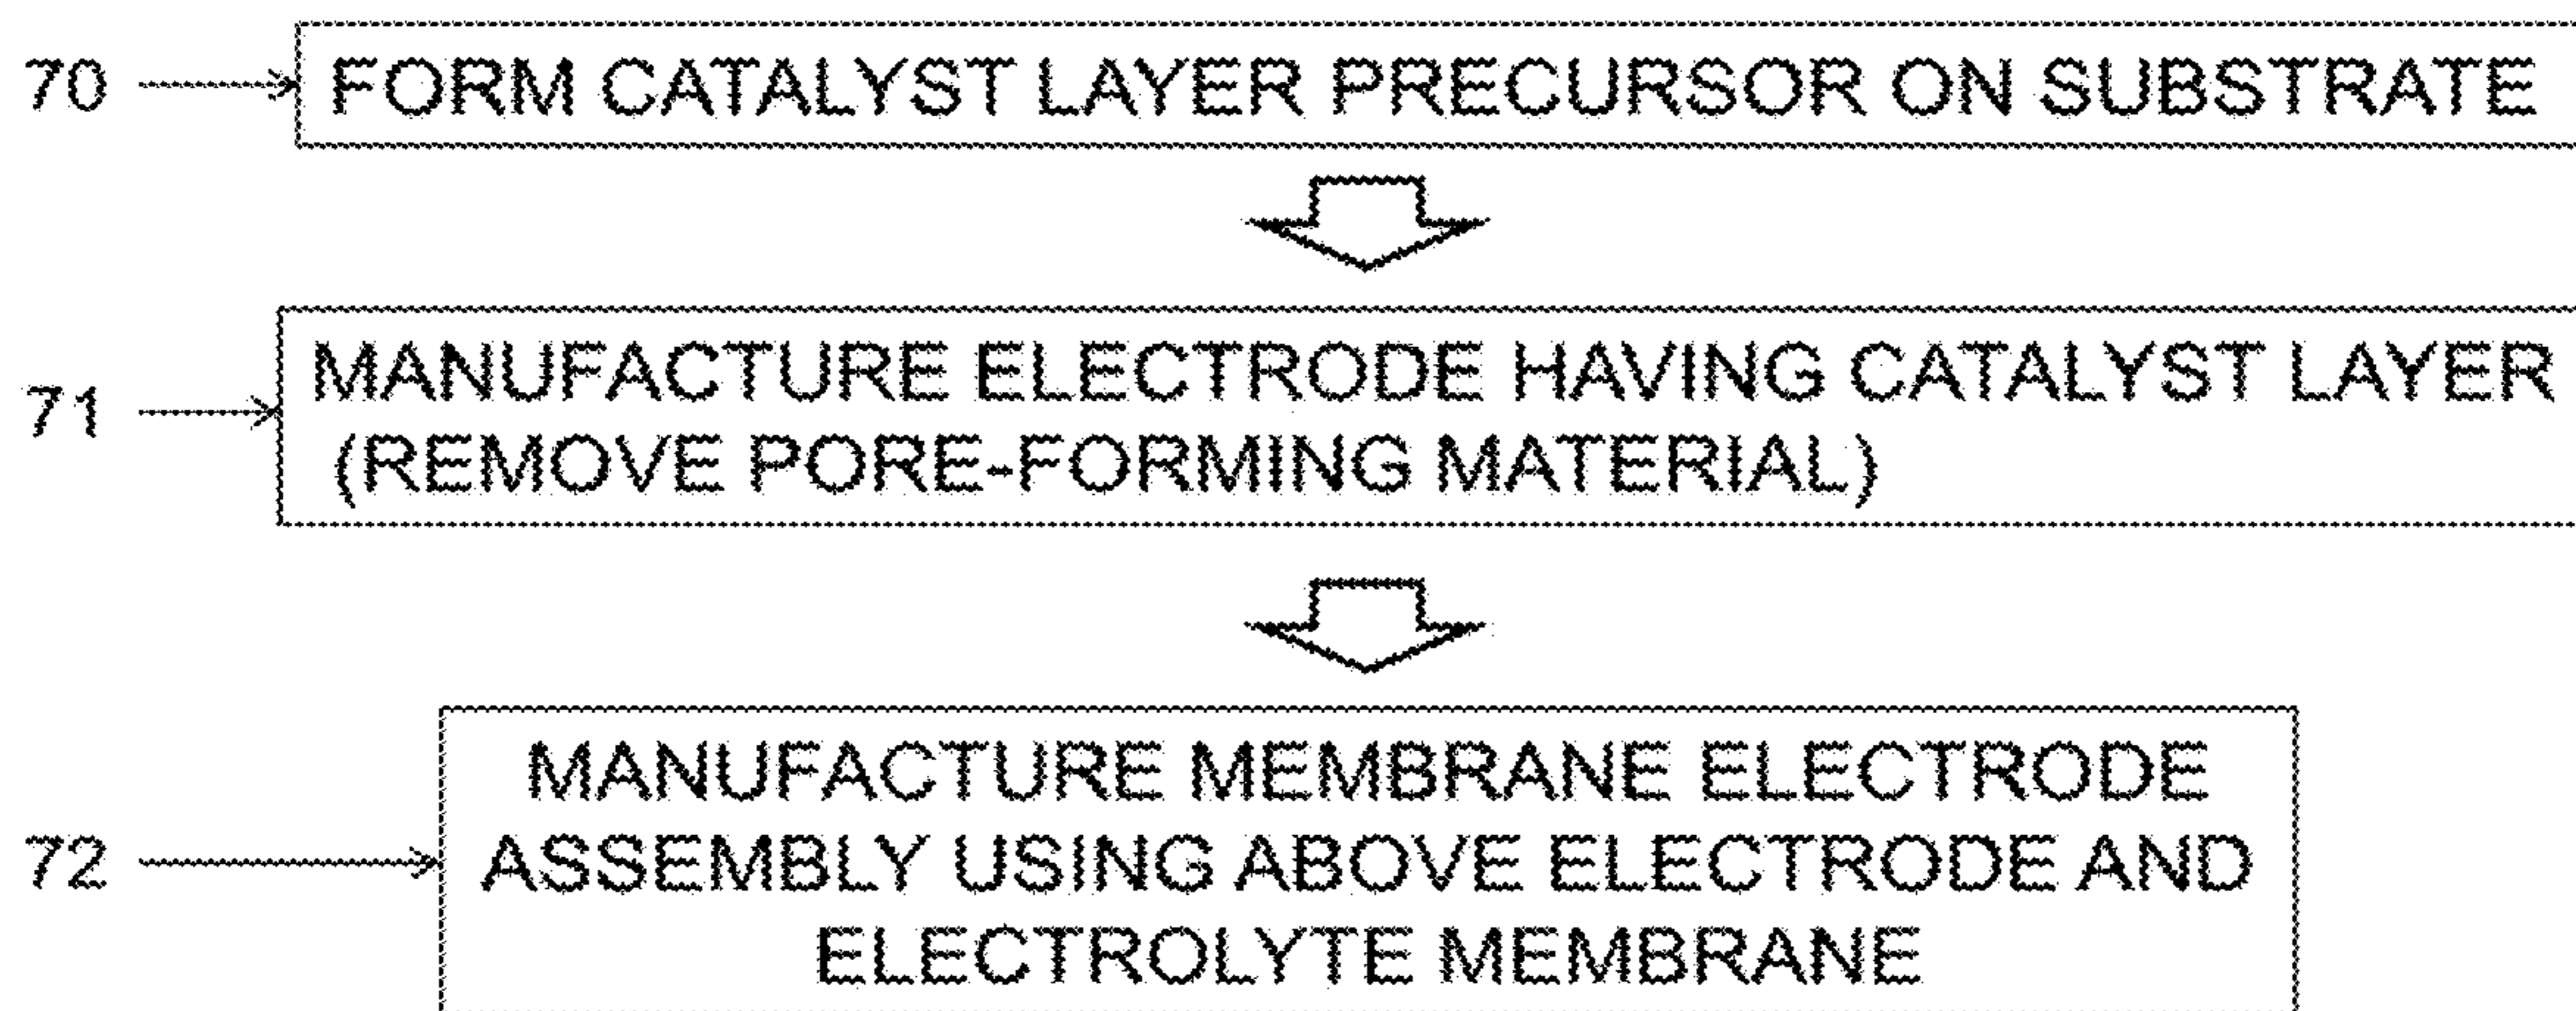 70 FORM CATALYST LAYER PRECURSOR ON SUBSTRATE
71 MANUFACTURE ELECTRODE HAVING CATALYST LAYER
(REMOVE PORE-FORMING MATERIAL)
MANUFACTURE MEMBRANE ELECTRODE
72 ASSEMBLY USING ABOVE ELECTRODE AND
ELECTROLYTE MEMBRANE